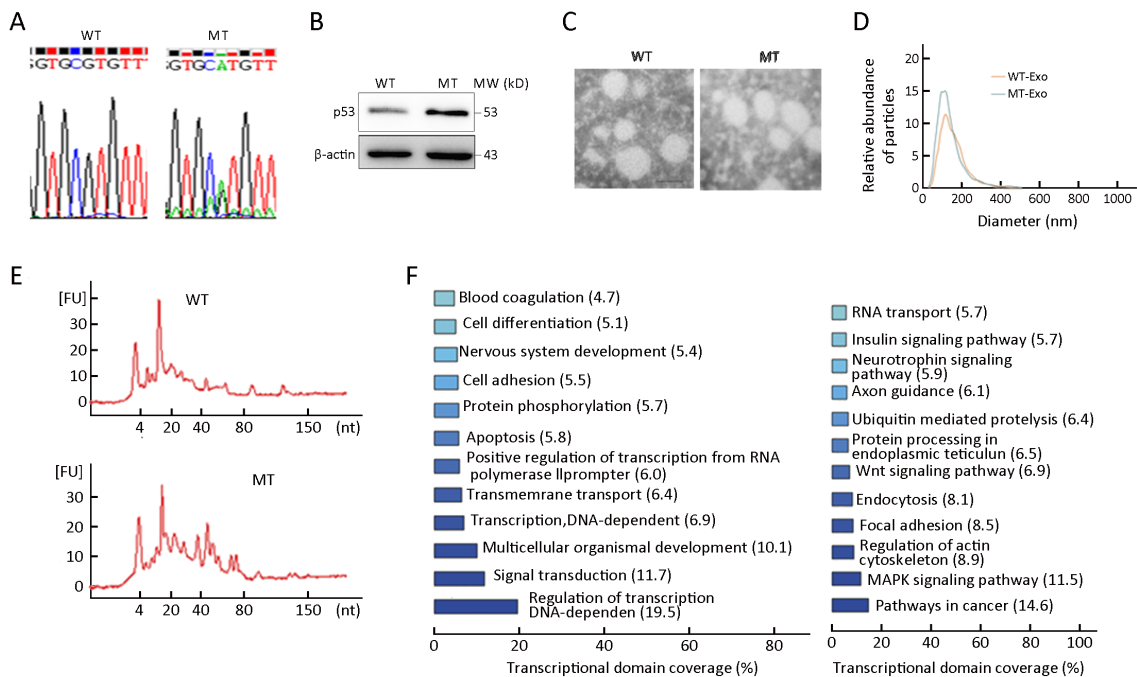 A
WT
GTGCGTGTT
MT
GTGCATGTT
B
WT
MT
MW (kD)
p53
53
β-actin
43
C
WT
MT
D
Relative abundance
of particles
20
15
10
5
0
WT-Exo
MT-Exo
0
200
400
600
800
1000
Diameter (nm)
E
[FU]
WT
30
20
10
0
4
20
40
80
150
(nt)
[FU]
MT
30
20
10
0
4
20
40
80
150
(nt)
F
Blood coagulation (4.7)
Cell differentiation (5.1)
Nervous system development (5.4)
Cell adhesion (5.5)
Protein phosphorylation (5.7)
Apoptosis (5.8)
Positive regulation of transcription from RNA
polymerase llprompter (6.0)
Transmemrane transport (6.4)
Transcription,DNA-dependent (6.9)
Multicellular organismal development (10.1)
Signal transduction (11.7)
Regulation of transcription
DNA-dependen (19.5)
0
20
40
60
80
Transcriptional domain coverage (%)
RNA transport (5.7)
Insulin signaling pathway (5.7)
Neurotrophin signaling
pathway (5.9)
Axon guidance (6.1)
Ubiquitin mediated protelysis (6.4)
Protein processing in
endoplasmic teticulun (6.5)
Wnt signaling pathway (6.9)
Endocytosis (8.1)
Focal adhesion (8.5)
Regulation of actin
cytoskeleton (8.9)
MAPK signaling pathway (11.5)
Pathways in cancer (14.6)
0
20
40
60
80
100
Transcriptional domain coverage (%)